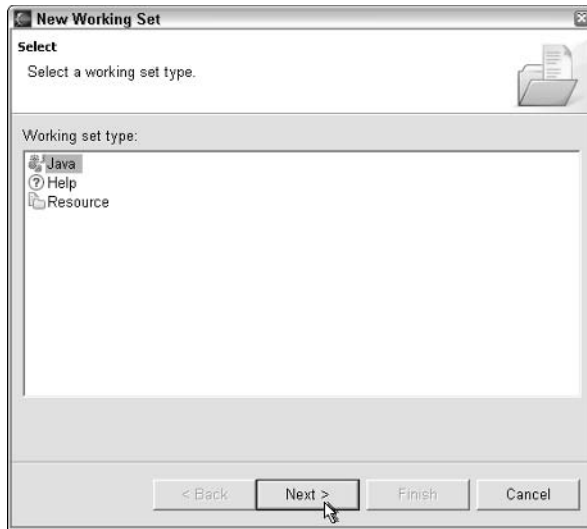 New Working Set
Select
Select a working set type.
Working set type:
Java
Help
Resource
< Back Next > Finish Cancel